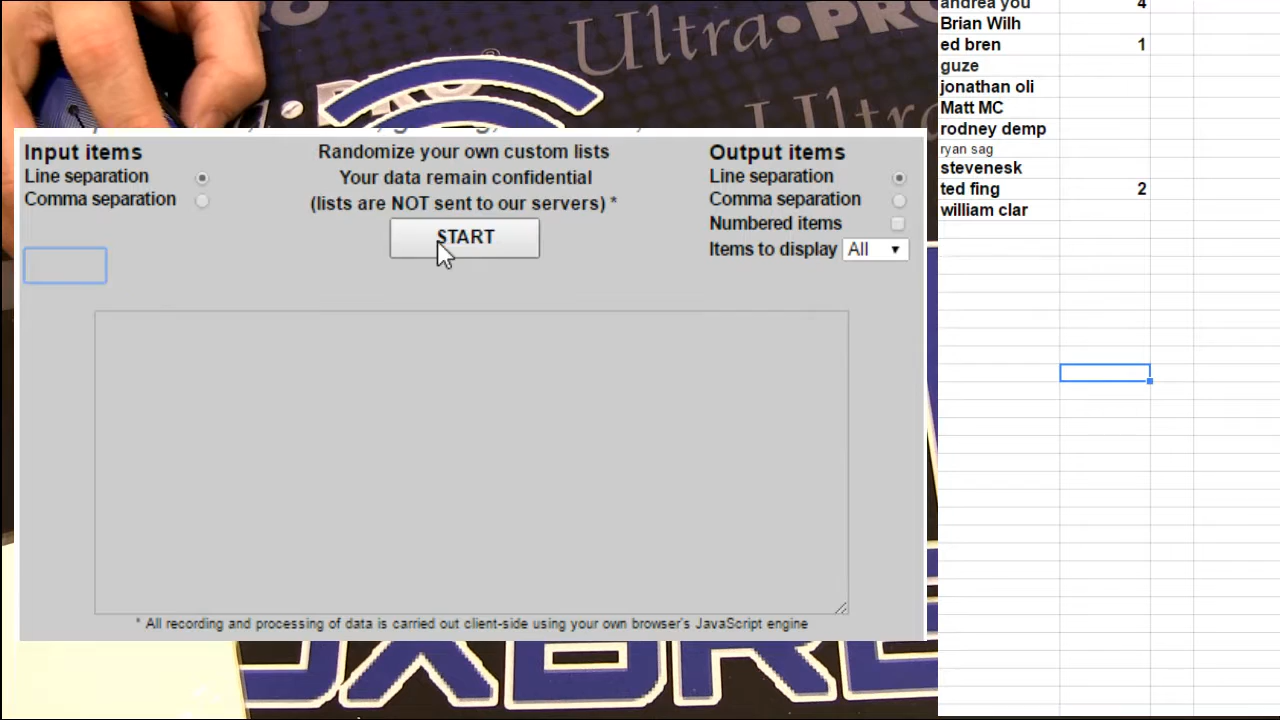 Ultra•PRO
Input items
Line separation
Comma separation
Randomize your own custom lists
Your data remain confidential
(lists are NOT sent to our servers) *
START
Output items
Line separation
Comma separation
Numbered items
Items to display All
* All recording and processing of data is carried out client-side using your own browser's JavaScript engine
andrea you 4
Brian Wilh
ed bren 1
guze
jonathan oli
Matt MC
rodney demp
ryan sag
stevenesk
ted fing 2
william clar